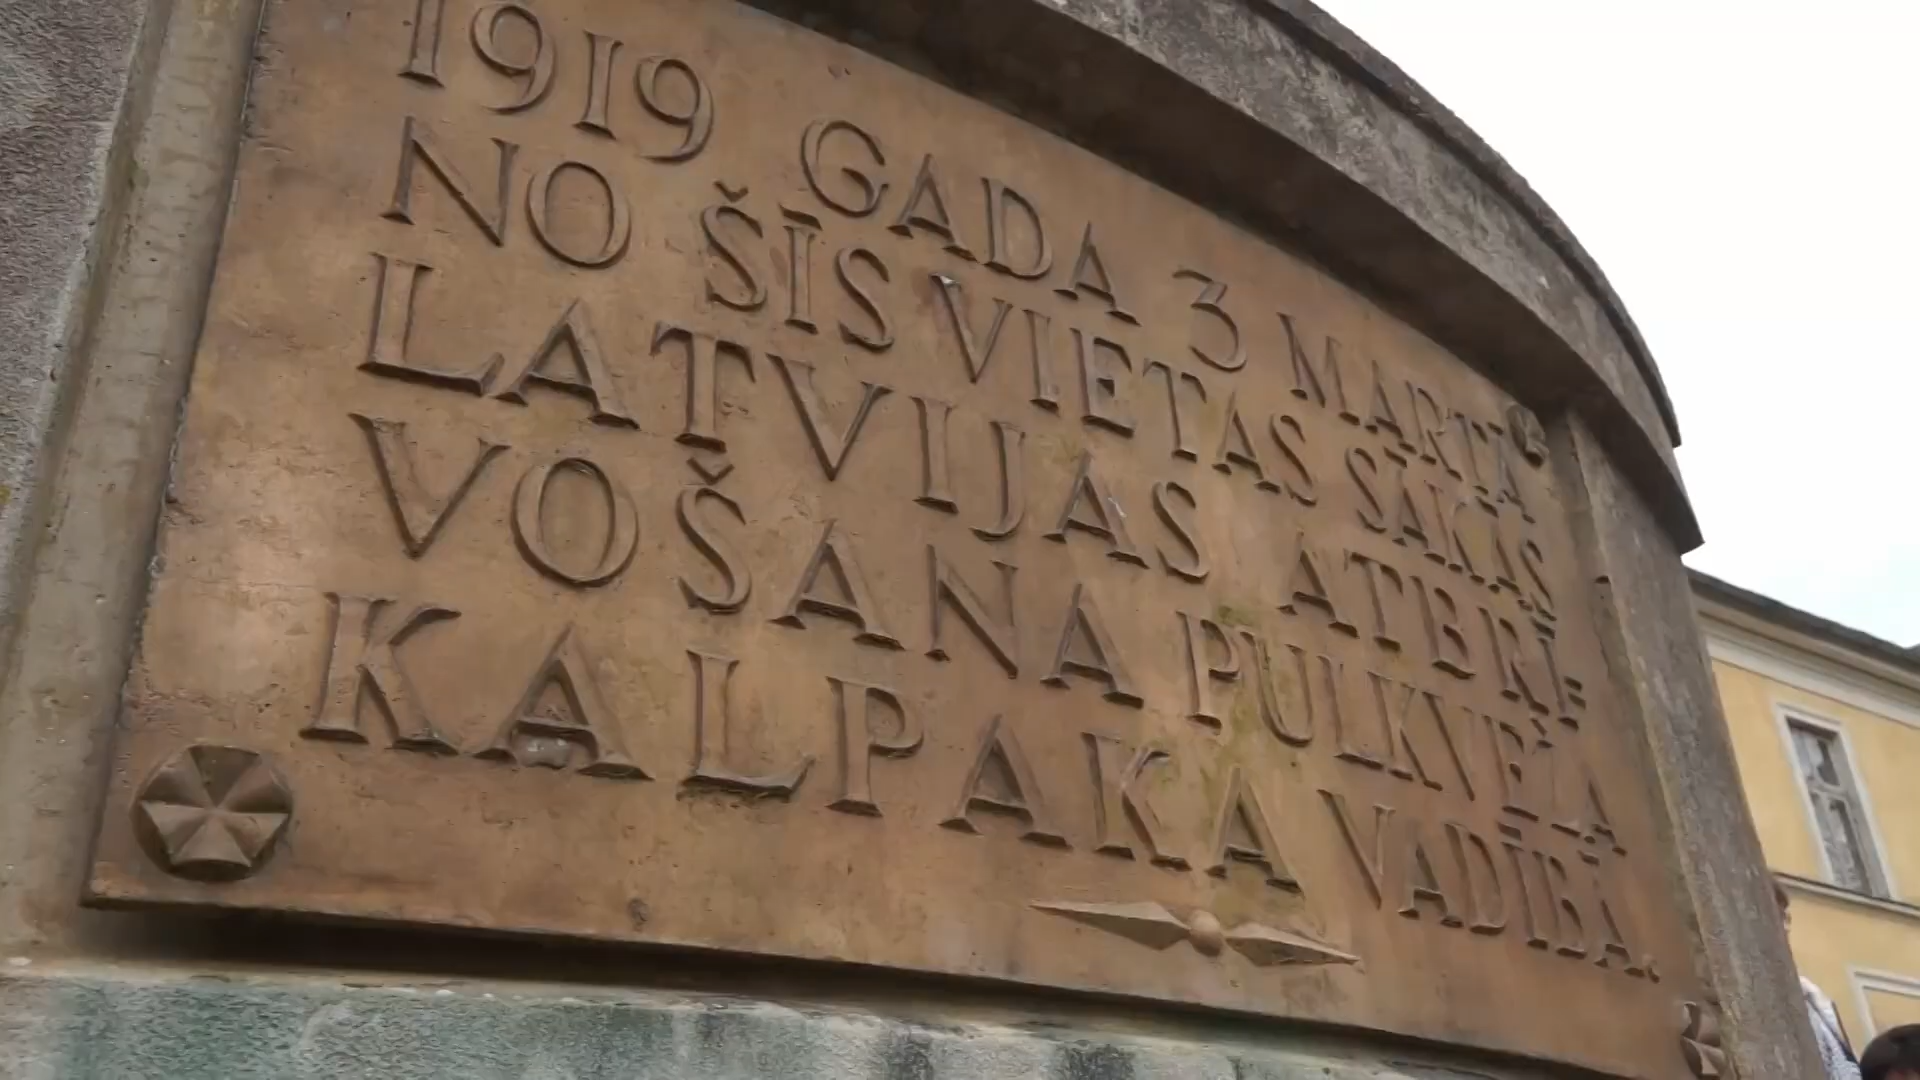 1919 GADA 3 MARTĀ
NO ŠĪS VIETAS SĀKĀS
LATVIJAS ATBRĪ-
VOŠANA PULKVEŽA
KALPAKA VADĪBĀ.